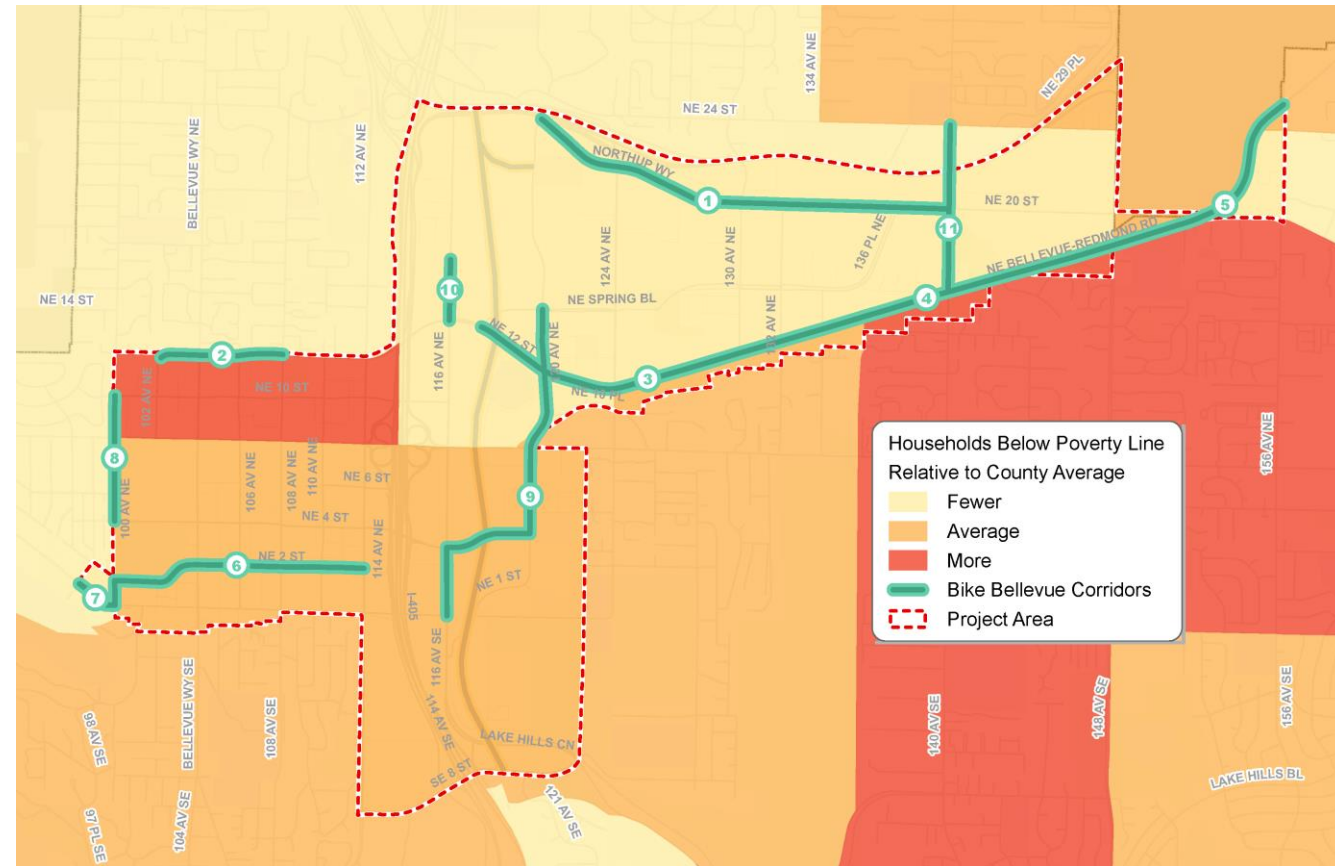 134 AV NE
NE 29 PL
NE 24 ST
BELLEVUE WY NE
112 AV NE
NORTHUP WY
1
NE 20 ST
5
11
NE BELLEVUE-REDMOND RD
136 PL NE
124 AV NE
130 AV NE
10
NE 14 ST
NE SPRING BL
4
NE 12 ST
120 AV NE
132 AV NE
116 AV NE
2
3
NE 10 PL
102 AV NE
NE 10 ST
8
106 AV NE
108 AV NE
110 AV NE
NE 6 ST
100 AV NE
NE 4 ST
9
114 AV NE
NE 2 ST
6
7
NE 1 ST
I-405
116 AV SE
114 AV SE
LAKE HILLS CN
SE 8 ST
121 AV SE
98 AV SE
BELLEVUE WY SE
108 AV SE
97 PL SE
104 AV SE
156 AV NE
140 AV SE
148 AV SE
156 AV SE
LAKE HILLS BL
Households Below Poverty Line
Relative to County Average
Fewer
Average
More
Bike Bellevue Corridors
Project Area